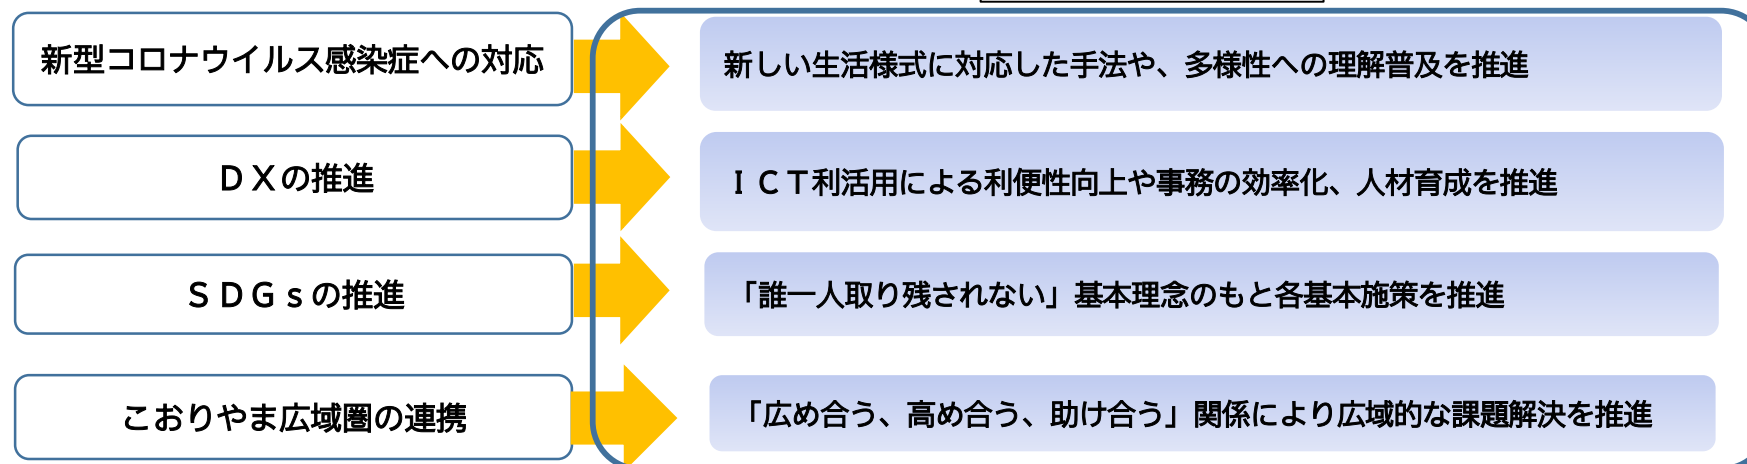 新型コロナウイルス感染症への対応
新しい生活様式に対応した手法や、多様性への理解普及を推進
ＤＸの推進
ＩＣＴ利活用による利便性向上や事務の効率化、人材育成を推進
ＳＤＧｓの推進
「誰一人取り残されない」基本理念のもと各基本施策を推進
こおりやま広域圏の連携
「広め合う、高め合う、助け合う」関係により広域的な課題解決を推進